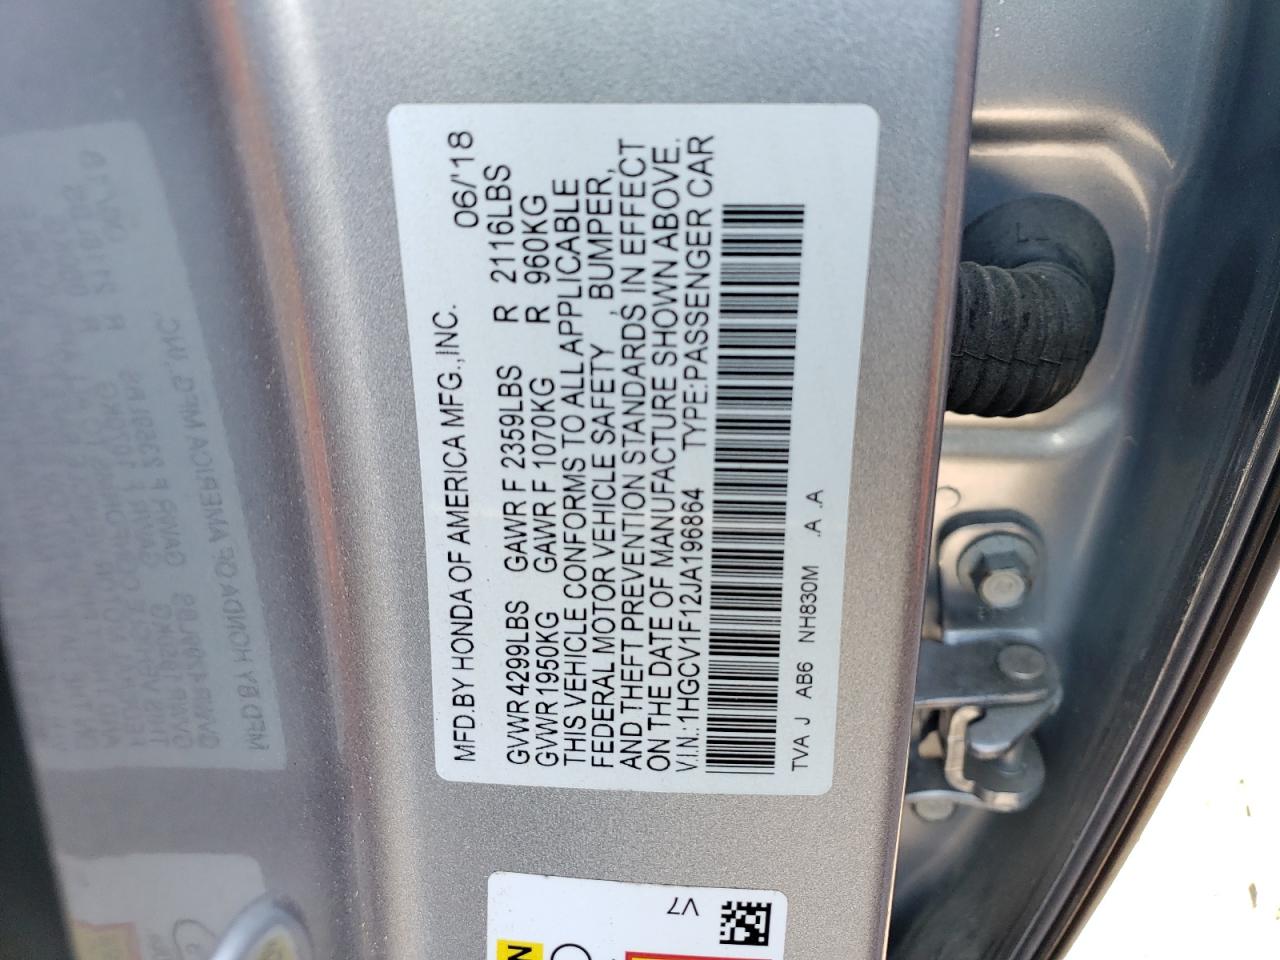 MFD.BY HONDA OF AMERICA MFG.,INC. 06/'18
GVWR4299LBS GAWR F 2359LBS R 2116LBS
GVWR1950KG GAWR F 1070KG R 960KG
THIS VEHICLE CONFORMS TO ALL APPLICABLE
FEDERAL MOTOR VEHICLE SAFETY , BUMPER,
AND THEFT PREVENTION STANDARDS IN EFFECT
ON THE DATE OF MANUFACTURE SHOWN ABOVE.
V.I.N.:1HGCV1F12JA196864 TYPE:PASSENGER CAR
TVA J AB6 NH830M .A .A
V7